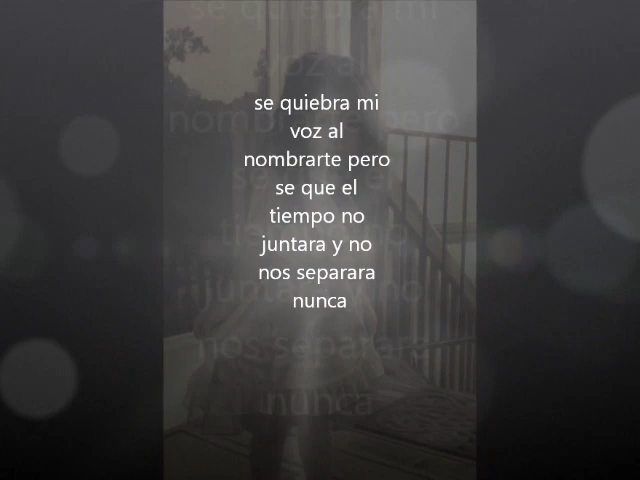 se quiebra mi
voz al
nombrarte pero
se que el
tiempo no
juntara y no
nos separara
nunca